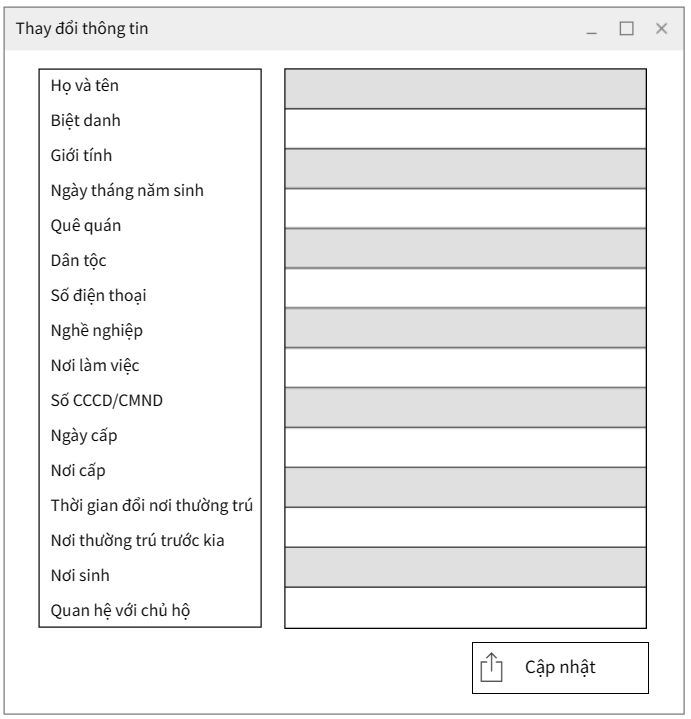 Thay đổi thông tin
Họ và tên
Biệt danh
Giới tính
Ngày tháng năm sinh
Quê quán
Dân tộc
Số điện thoại
Nghề nghiệp
Nơi làm việc
Số CCCD/CMND
Ngày cấp
Nơi cấp
Thời gian đổi nơi thường trú
Nơi thường trú trước kia
Nơi sinh
Quan hệ với chủ hộ
Cập nhật